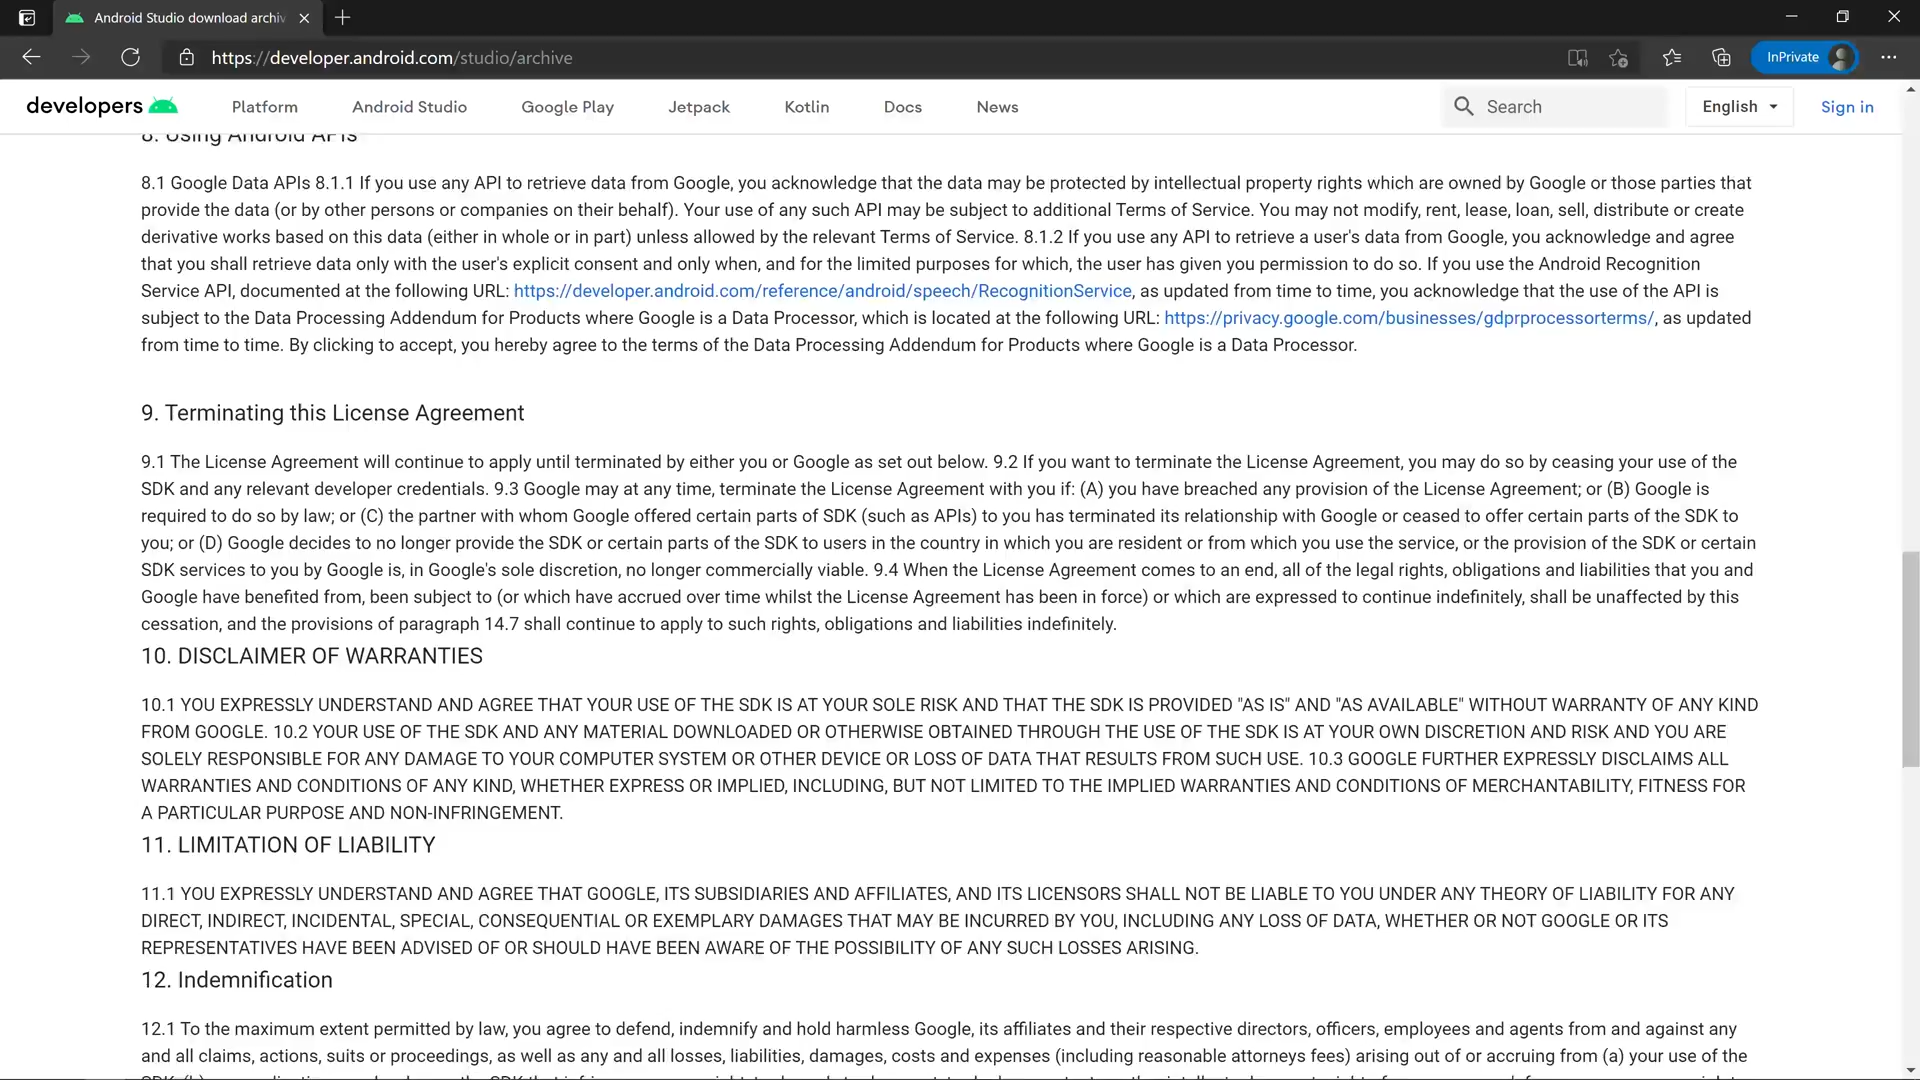 Android Studio download archiv
https://developer.android.com/studio/archive
InPrivate
developers
Platform
Android Studio
Google Play
Jetpack
Kotlin
Docs
News
Search
English
Sign in
8. Using Android APIs
8.1 Google Data APIs 8.1.1 If you use any API to retrieve data from Google, you acknowledge that the data may be protected by intellectual property rights which are owned by Google or those parties that
provide the data (or by other persons or companies on their behalf). Your use of any such API may be subject to additional Terms of Service. You may not modify, rent, lease, loan, sell, distribute or create
derivative works based on this data (either in whole or in part) unless allowed by the relevant Terms of Service. 8.1.2 If you use any API to retrieve a user's data from Google, you acknowledge and agree
that you shall retrieve data only with the user's explicit consent and only when, and for the limited purposes for which, the user has given you permission to do so. If you use the Android Recognition
Service API, documented at the following URL: https://developer.android.com/reference/android/speech/RecognitionService, as updated from time to time, you acknowledge that the use of the API is
subject to the Data Processing Addendum for Products where Google is a Data Processor, which is located at the following URL: https://privacy.google.com/businesses/gdprprocessorterms/, as updated
from time to time. By clicking to accept, you hereby agree to the terms of the Data Processing Addendum for Products where Google is a Data Processor.
9. Terminating this License Agreement
9.1 The License Agreement will continue to apply until terminated by either you or Google as set out below. 9.2 If you want to terminate the License Agreement, you may do so by ceasing your use of the
SDK and any relevant developer credentials. 9.3 Google may at any time, terminate the License Agreement with you if: (A) you have breached any provision of the License Agreement; or (B) Google is
required to do so by law; or (C) the partner with whom Google offered certain parts of SDK (such as APIs) to you has terminated its relationship with Google or ceased to offer certain parts of the SDK to
you; or (D) Google decides to no longer provide the SDK or certain parts of the SDK to users in the country in which you are resident or from which you use the service, or the provision of the SDK or certain
SDK services to you by Google is, in Google's sole discretion, no longer commercially viable. 9.4 When the License Agreement comes to an end, all of the legal rights, obligations and liabilities that you and
Google have benefited from, been subject to (or which have accrued over time whilst the License Agreement has been in force) or which are expressed to continue indefinitely, shall be unaffected by this
cessation, and the provisions of paragraph 14.7 shall continue to apply to such rights, obligations and liabilities indefinitely.
10. DISCLAIMER OF WARRANTIES
10.1 YOU EXPRESSLY UNDERSTAND AND AGREE THAT YOUR USE OF THE SDK IS AT YOUR SOLE RISK AND THAT THE SDK IS PROVIDED "AS IS" AND "AS AVAILABLE" WITHOUT WARRANTY OF ANY KIND
FROM GOOGLE. 10.2 YOUR USE OF THE SDK AND ANY MATERIAL DOWNLOADED OR OTHERWISE OBTAINED THROUGH THE USE OF THE SDK IS AT YOUR OWN DISCRETION AND RISK AND YOU ARE
SOLELY RESPONSIBLE FOR ANY DAMAGE TO YOUR COMPUTER SYSTEM OR OTHER DEVICE OR LOSS OF DATA THAT RESULTS FROM SUCH USE. 10.3 GOOGLE FURTHER EXPRESSLY DISCLAIMS ALL
WARRANTIES AND CONDITIONS OF ANY KIND, WHETHER EXPRESS OR IMPLIED, INCLUDING, BUT NOT LIMITED TO THE IMPLIED WARRANTIES AND CONDITIONS OF MERCHANTABILITY, FITNESS FOR
A PARTICULAR PURPOSE AND NON-INFRINGEMENT.
11. LIMITATION OF LIABILITY
11.1 YOU EXPRESSLY UNDERSTAND AND AGREE THAT GOOGLE, ITS SUBSIDIARIES AND AFFILIATES, AND ITS LICENSORS SHALL NOT BE LIABLE TO YOU UNDER ANY THEORY OF LIABILITY FOR ANY
DIRECT, INDIRECT, INCIDENTAL, SPECIAL, CONSEQUENTIAL OR EXEMPLARY DAMAGES THAT MAY BE INCURRED BY YOU, INCLUDING ANY LOSS OF DATA, WHETHER OR NOT GOOGLE OR ITS
REPRESENTATIVES HAVE BEEN ADVISED OF OR SHOULD HAVE BEEN AWARE OF THE POSSIBILITY OF ANY SUCH LOSSES ARISING.
12. Indemnification
12.1 To the maximum extent permitted by law, you agree to defend, indemnify and hold harmless Google, its affiliates and their respective directors, officers, employees and agents from and against any
and all claims, actions, suits or proceedings, as well as any and all losses, liabilities, damages, costs and expenses (including reasonable attorneys fees) arising out of or accruing from (a) your use of the